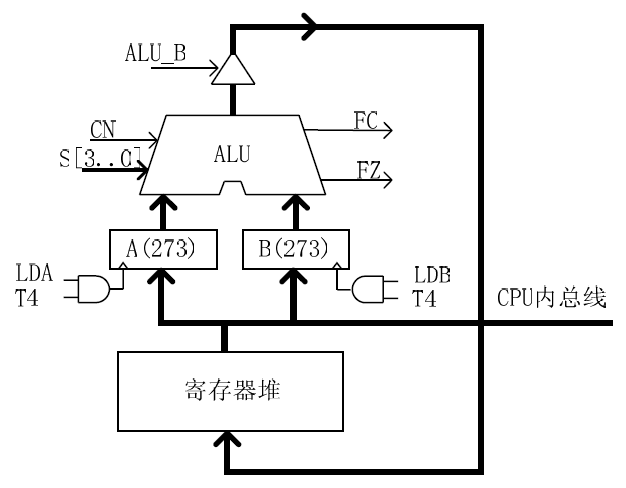 ALU_B
CN
S[3..0]
ALU
FC
FZ
A(273)
B(273)
LDA
T4
LDB
T4
CPU内总线
寄存器堆